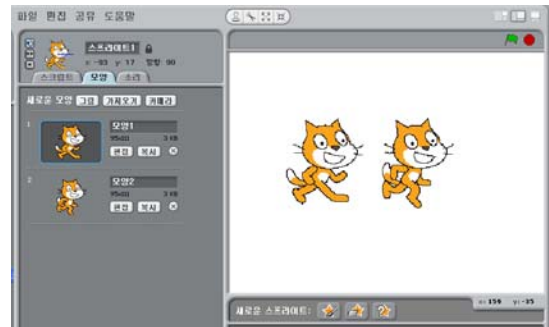 파일 편집 공유 도움말
스프라이트1
x: -93 y: 17 방향: 90
스크립트 모양 소리
새로운 모양 그림 가져오기 카메라
1 모양1
95x111 3 KB
편집 복사
2 모양2
3 KB
편집 복사
새로운 스프라이트:
x: 159 y: -35